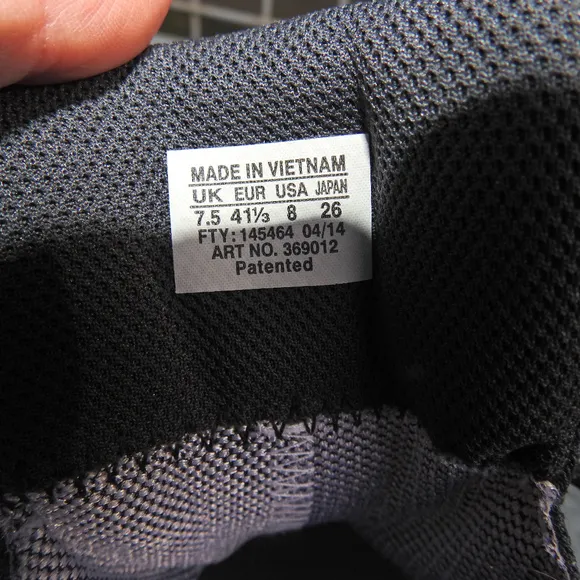 MADE IN VIETNAM
UK EUR USA JAPAN
7.5 41⅓ 8 26
FTY: 145464 04/14
ART NO. 369012
Patented